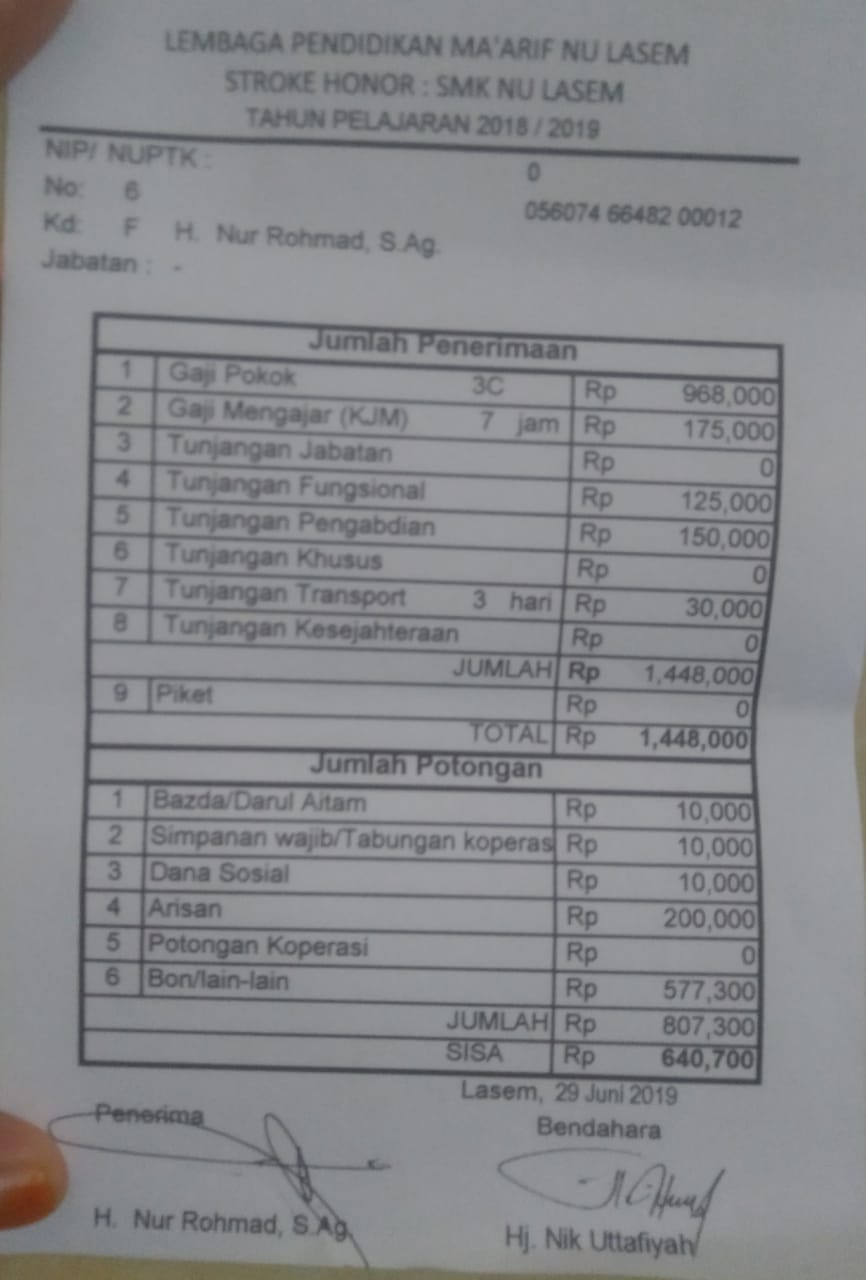 LEMBAGA PENDIDIKAN MA'ARIF NU LASEM
STROKE HONOR : SMK NU LASEM
TAHUN PELAJARAN 2018 / 2019
NIP/ NUPTK : 0
No: 6 056074 66482 00012
Kd: F H. Nur Rohmad, S.Ag.
Jabatan : -
Jumlah Penerimaan
1 Gaji Pokok 3C Rp 968,000
2 Gaji Mengajar (KJM) 7 jam Rp 175,000
3 Tunjangan Jabatan Rp 0
4 Tunjangan Fungsional Rp 125,000
5 Tunjangan Pengabdian Rp 150,000
6 Tunjangan Khusus Rp 0
7 Tunjangan Transport 3 hari Rp 30,000
8 Tunjangan Kesejahteraan Rp 0
JUMLAH Rp 1,448,000
9 Piket Rp 0
TOTAL Rp 1,448,000
Jumlah Potongan
1 Bazda/Darul Aitam Rp 10,000
2 Simpanan wajib/Tabungan koperas Rp 10,000
3 Dana Sosial Rp 10,000
4 Arisan Rp 200,000
5 Potongan Koperasi Rp 0
6 Bon/lain-lain Rp 577,300
JUMLAH Rp 807,300
SISA Rp 640,700
Lasem, 29 Juni 2019
Penerima Bendahara
H. Nur Rohmad, S.Ag. Hj. Nik Uttafiyah